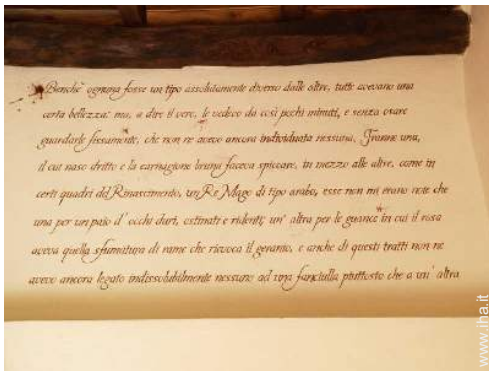 Benchè ognuna fosse un tipo assolutamente diverso dalle altre, tutte avevano una
certa bellezza: ma, a dire il vero, le vedevo da così pochi minuti, e senza osare
guardarle fissamente, che non ne avevo ancora individuata nessuna. Tranne una,
il cui naso dritto e la carnagione bruna faceva spiccare, in mezzo alle altre, come in
certi quadri del Rinascimento, un Re Mago di tipo arabo, esse non mi erano note che
una per un paio d'occhi duri, ostinati e ridenti; un'altra per le guance in cui il rosa
aveva quella sfumatura di rame che rievoca il geranio, e anche di questi tratti non ne
avevo ancora legato indissolubilmente nessuno ad una fanciulla piuttosto che a un'altra
www.iha.it